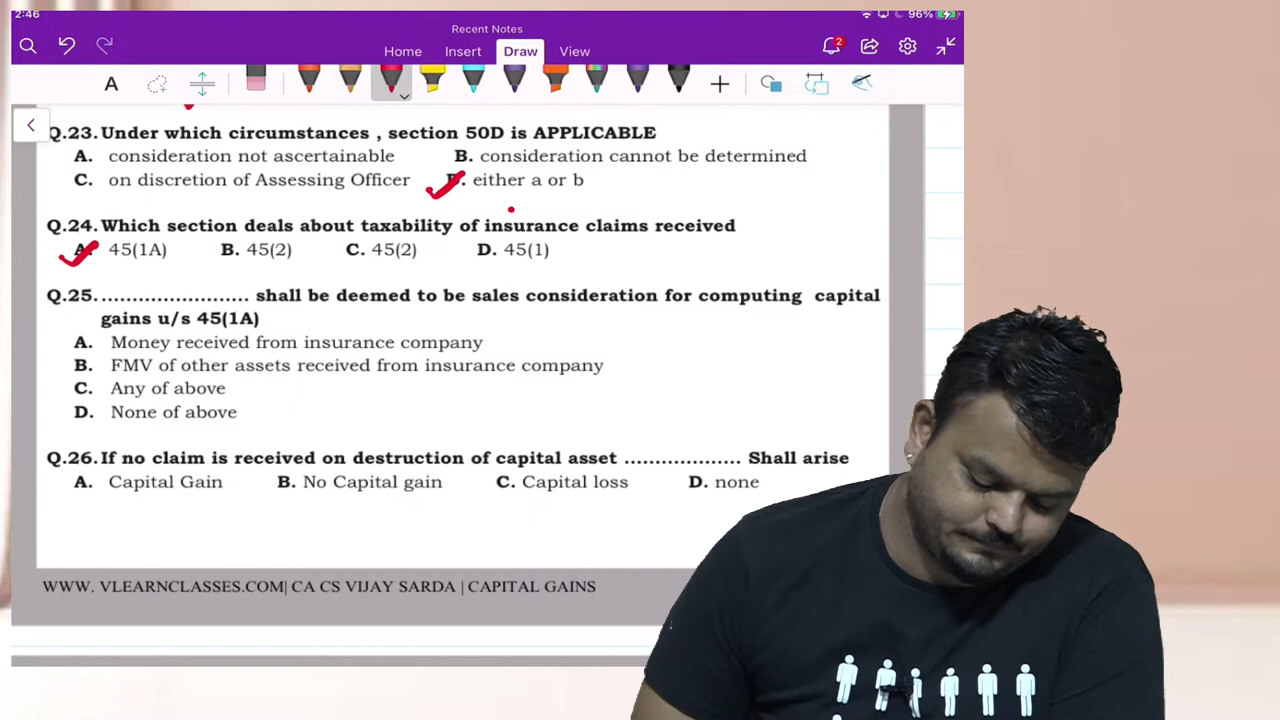 2:46
96%
Recent Notes
2
Home Insert Draw View
A
Q.23. Under which circumstances , section 50D is APPLICABLE
A. consideration not ascertainable B. consideration cannot be determined
C. on discretion of Assessing Officer D. either a or b
Q.24. Which section deals about taxability of insurance claims received
A. 45(1A) B. 45(2) C. 45(2) D. 45(1)
Q.25. ........................ shall be deemed to be sales consideration for computing capital
gains u/s 45(1A)
A. Money received from insurance company
B. FMV of other assets received from insurance company
C. Any of above
D. None of above
Q.26. If no claim is received on destruction of capital asset ................... Shall arise
A. Capital Gain B. No Capital gain C. Capital loss D. none
WWW. VLEARNCLASSES.COM| CA CS VIJAY SARDA | CAPITAL GAINS